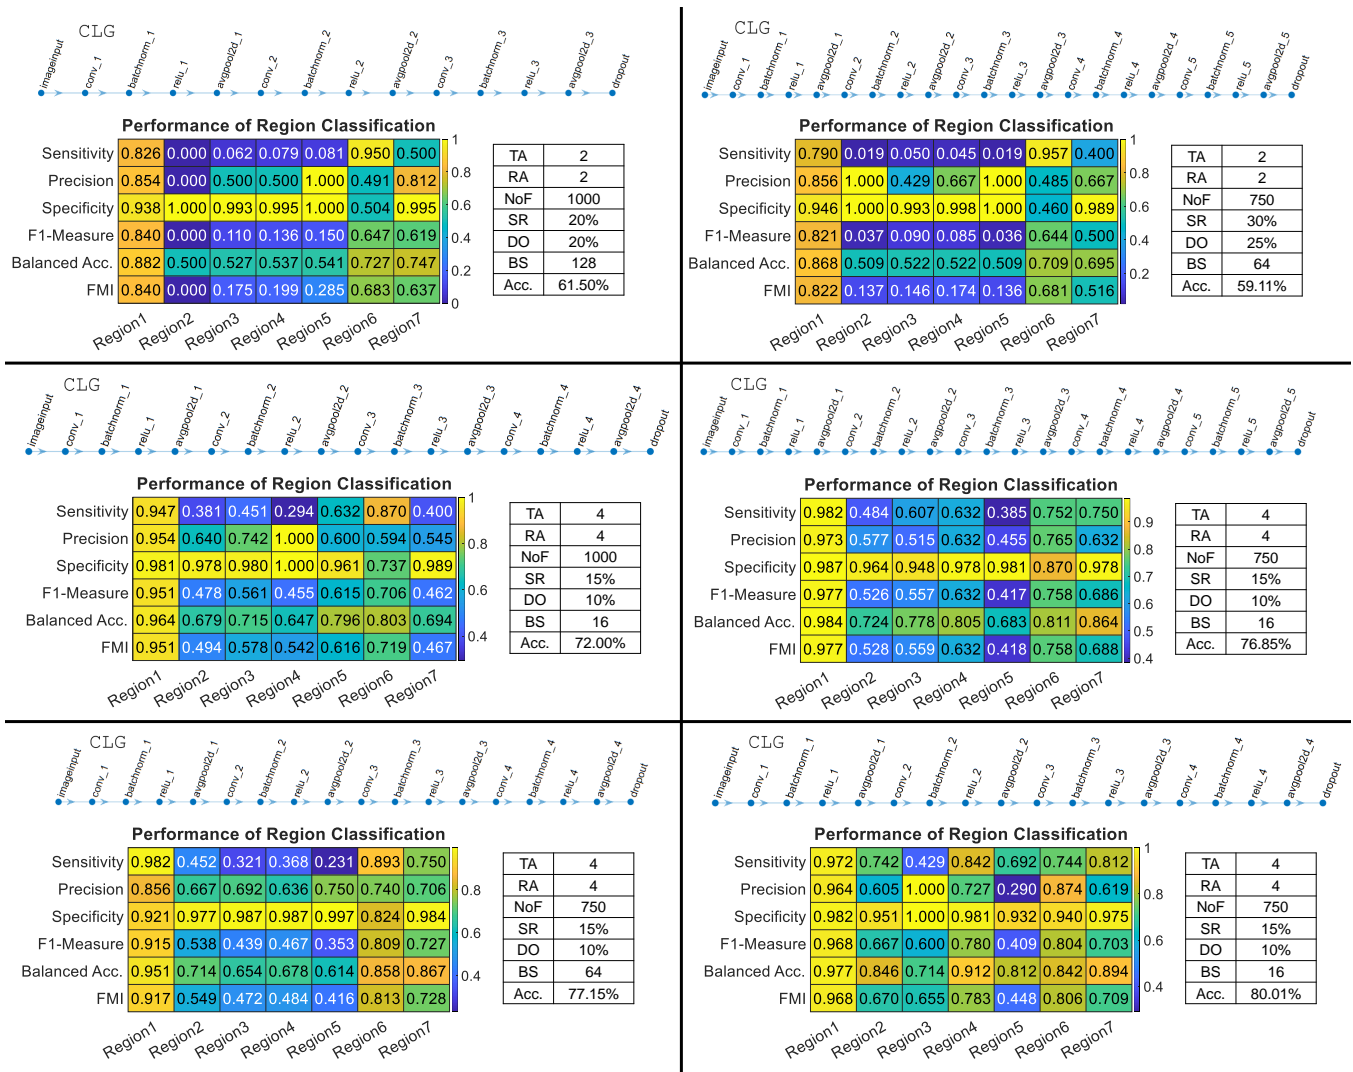 CLG
imageinput conv_1 batchnorm_1 relu_1 avgpool2d_1 conv_2 batchnorm_2 relu_2 avgpool2d_2 conv_3 batchnorm_3 relu_3 avgpool2d_3 dropout
Performance of Region Classification
Sensitivity 0.826 0.000 0.062 0.079 0.081 0.950 0.500
Precision 0.854 0.000 0.500 0.500 1.000 0.491 0.812
Specificity 0.938 1.000 0.993 0.995 1.000 0.504 0.995
F1-Measure 0.840 0.000 0.110 0.136 0.150 0.647 0.619
Balanced Acc. 0.882 0.500 0.527 0.537 0.541 0.727 0.747
FMI 0.840 0.000 0.175 0.199 0.285 0.683 0.637
Region1 Region2 Region3 Region4 Region5 Region6 Region7
1
0.8
0.6
0.4
0.2
0
TA 2
RA 2
NoF 1000
SR 20%
DO 20%
BS 128
Acc. 61.50%
CLG
imageinput conv_1 batchnorm_1 relu_1 avgpool2d_1 conv_2 batchnorm_2 relu_2 avgpool2d_2 conv_3 batchnorm_3 relu_3 avgpool2d_3 conv_4 batchnorm_4 relu_4 avgpool2d_4 conv_5 batchnorm_5 relu_5 avgpool2d_5 dropout
Performance of Region Classification
Sensitivity 0.790 0.019 0.050 0.045 0.019 0.957 0.400
Precision 0.856 1.000 0.429 0.667 1.000 0.485 0.667
Specificity 0.946 1.000 0.993 0.998 1.000 0.460 0.989
F1-Measure 0.821 0.037 0.090 0.085 0.036 0.644 0.500
Balanced Acc. 0.868 0.509 0.522 0.522 0.509 0.709 0.695
FMI 0.822 0.137 0.146 0.174 0.136 0.681 0.516
Region1 Region2 Region3 Region4 Region5 Region6 Region7
1
0.8
0.6
0.4
0.2
TA 2
RA 2
NoF 750
SR 30%
DO 25%
BS 64
Acc. 59.11%
CLG
imageinput conv_1 batchnorm_1 relu_1 avgpool2d_1 conv_2 batchnorm_2 relu_2 avgpool2d_2 conv_3 batchnorm_3 relu_3 avgpool2d_3 conv_4 batchnorm_4 relu_4 avgpool2d_4 dropout
Performance of Region Classification
Sensitivity 0.947 0.381 0.451 0.294 0.632 0.870 0.400
Precision 0.954 0.640 0.742 1.000 0.600 0.594 0.545
Specificity 0.981 0.978 0.980 1.000 0.961 0.737 0.989
F1-Measure 0.951 0.478 0.561 0.455 0.615 0.706 0.462
Balanced Acc. 0.964 0.679 0.715 0.647 0.796 0.803 0.694
FMI 0.951 0.494 0.578 0.542 0.616 0.719 0.467
Region1 Region2 Region3 Region4 Region5 Region6 Region7
1
0.8
0.6
0.4
TA 4
RA 4
NoF 1000
SR 15%
DO 10%
BS 16
Acc. 72.00%
CLG
imageinput conv_1 batchnorm_1 relu_1 avgpool2d_1 conv_2 batchnorm_2 relu_2 avgpool2d_2 conv_3 batchnorm_3 relu_3 avgpool2d_3 conv_4 batchnorm_4 relu_4 avgpool2d_4 conv_5 batchnorm_5 relu_5 avgpool2d_5 dropout
Performance of Region Classification
Sensitivity 0.982 0.484 0.607 0.632 0.385 0.752 0.750
Precision 0.973 0.577 0.515 0.632 0.455 0.765 0.632
Specificity 0.987 0.964 0.948 0.978 0.981 0.870 0.978
F1-Measure 0.977 0.526 0.557 0.632 0.417 0.758 0.686
Balanced Acc. 0.984 0.724 0.778 0.805 0.683 0.811 0.864
FMI 0.977 0.528 0.559 0.632 0.418 0.758 0.688
Region1 Region2 Region3 Region4 Region5 Region6 Region7
0.9
0.8
0.7
0.6
0.5
0.4
TA 4
RA 4
NoF 750
SR 15%
DO 10%
BS 16
Acc. 76.85%
CLG
imageinput conv_1 batchnorm_1 relu_1 avgpool2d_1 conv_2 batchnorm_2 relu_2 avgpool2d_2 conv_3 batchnorm_3 relu_3 avgpool2d_3 conv_4 batchnorm_4 relu_4 avgpool2d_4 dropout
Performance of Region Classification
Sensitivity 0.982 0.452 0.321 0.368 0.231 0.893 0.750
Precision 0.856 0.667 0.692 0.636 0.750 0.740 0.706
Specificity 0.921 0.977 0.987 0.987 0.997 0.824 0.984
F1-Measure 0.915 0.538 0.439 0.467 0.353 0.809 0.727
Balanced Acc. 0.951 0.714 0.654 0.678 0.614 0.858 0.867
FMI 0.917 0.549 0.472 0.484 0.416 0.813 0.728
Region1 Region2 Region3 Region4 Region5 Region6 Region7
0.8
0.6
0.4
TA 4
RA 4
NoF 750
SR 15%
DO 10%
BS 64
Acc. 77.15%
CLG
imageinput conv_1 batchnorm_1 relu_1 avgpool2d_1 conv_2 batchnorm_2 relu_2 avgpool2d_2 conv_3 batchnorm_3 relu_3 avgpool2d_3 conv_4 batchnorm_4 relu_4 avgpool2d_4 dropout
Performance of Region Classification
Sensitivity 0.972 0.742 0.429 0.842 0.692 0.744 0.812
Precision 0.964 0.605 1.000 0.727 0.290 0.874 0.619
Specificity 0.982 0.951 1.000 0.981 0.932 0.940 0.975
F1-Measure 0.968 0.667 0.600 0.780 0.409 0.804 0.703
Balanced Acc. 0.977 0.846 0.714 0.912 0.812 0.842 0.894
FMI 0.968 0.670 0.655 0.783 0.448 0.806 0.709
Region1 Region2 Region3 Region4 Region5 Region6 Region7
1
0.8
0.6
0.4
TA 4
RA 4
NoF 750
SR 15%
DO 10%
BS 16
Acc. 80.01%